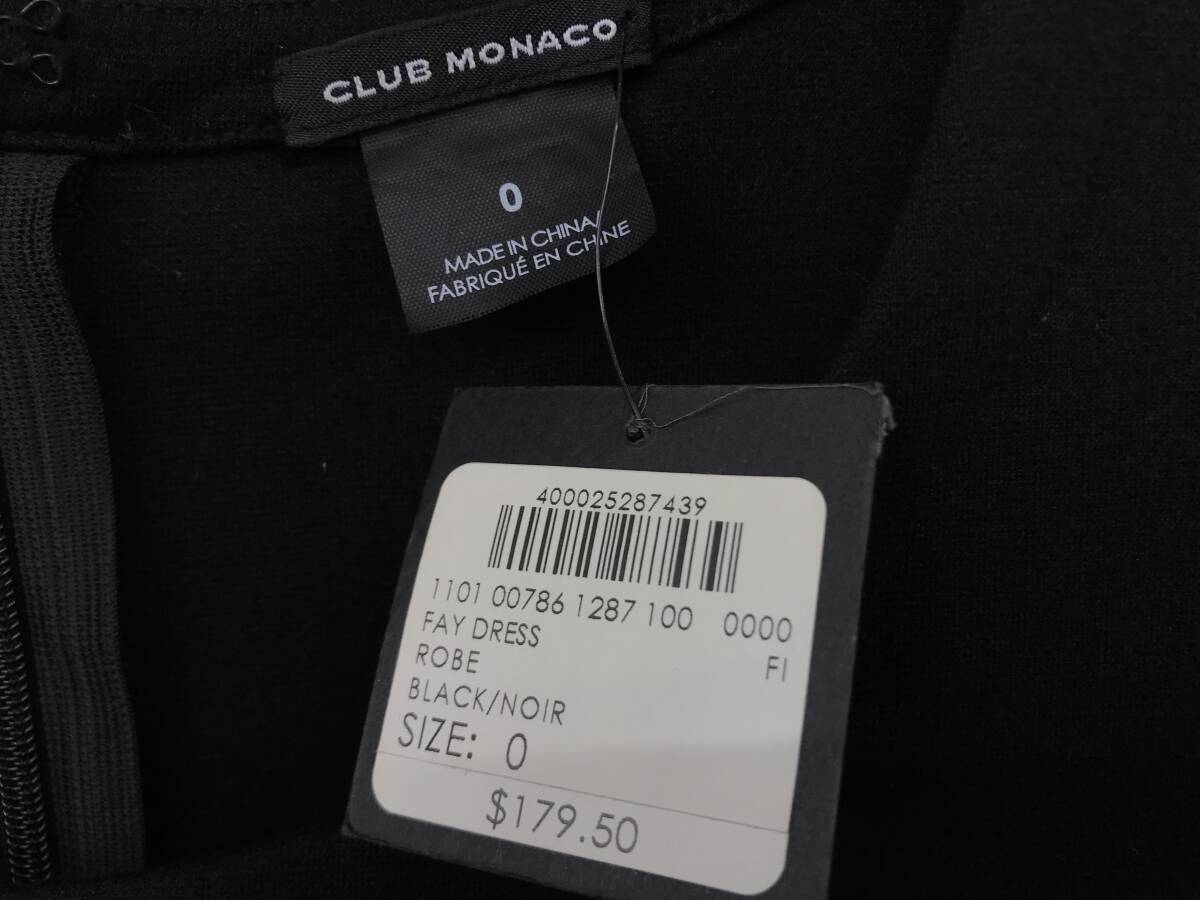 CLUB MONACO
0
MADE IN CHINA/
FABRIQUÉ EN CHINE
400025287439
1101 00786 1287 100 0000
FAY DRESS FI
ROBE
BLACK/NOIR
SIZE: 0
$179.50